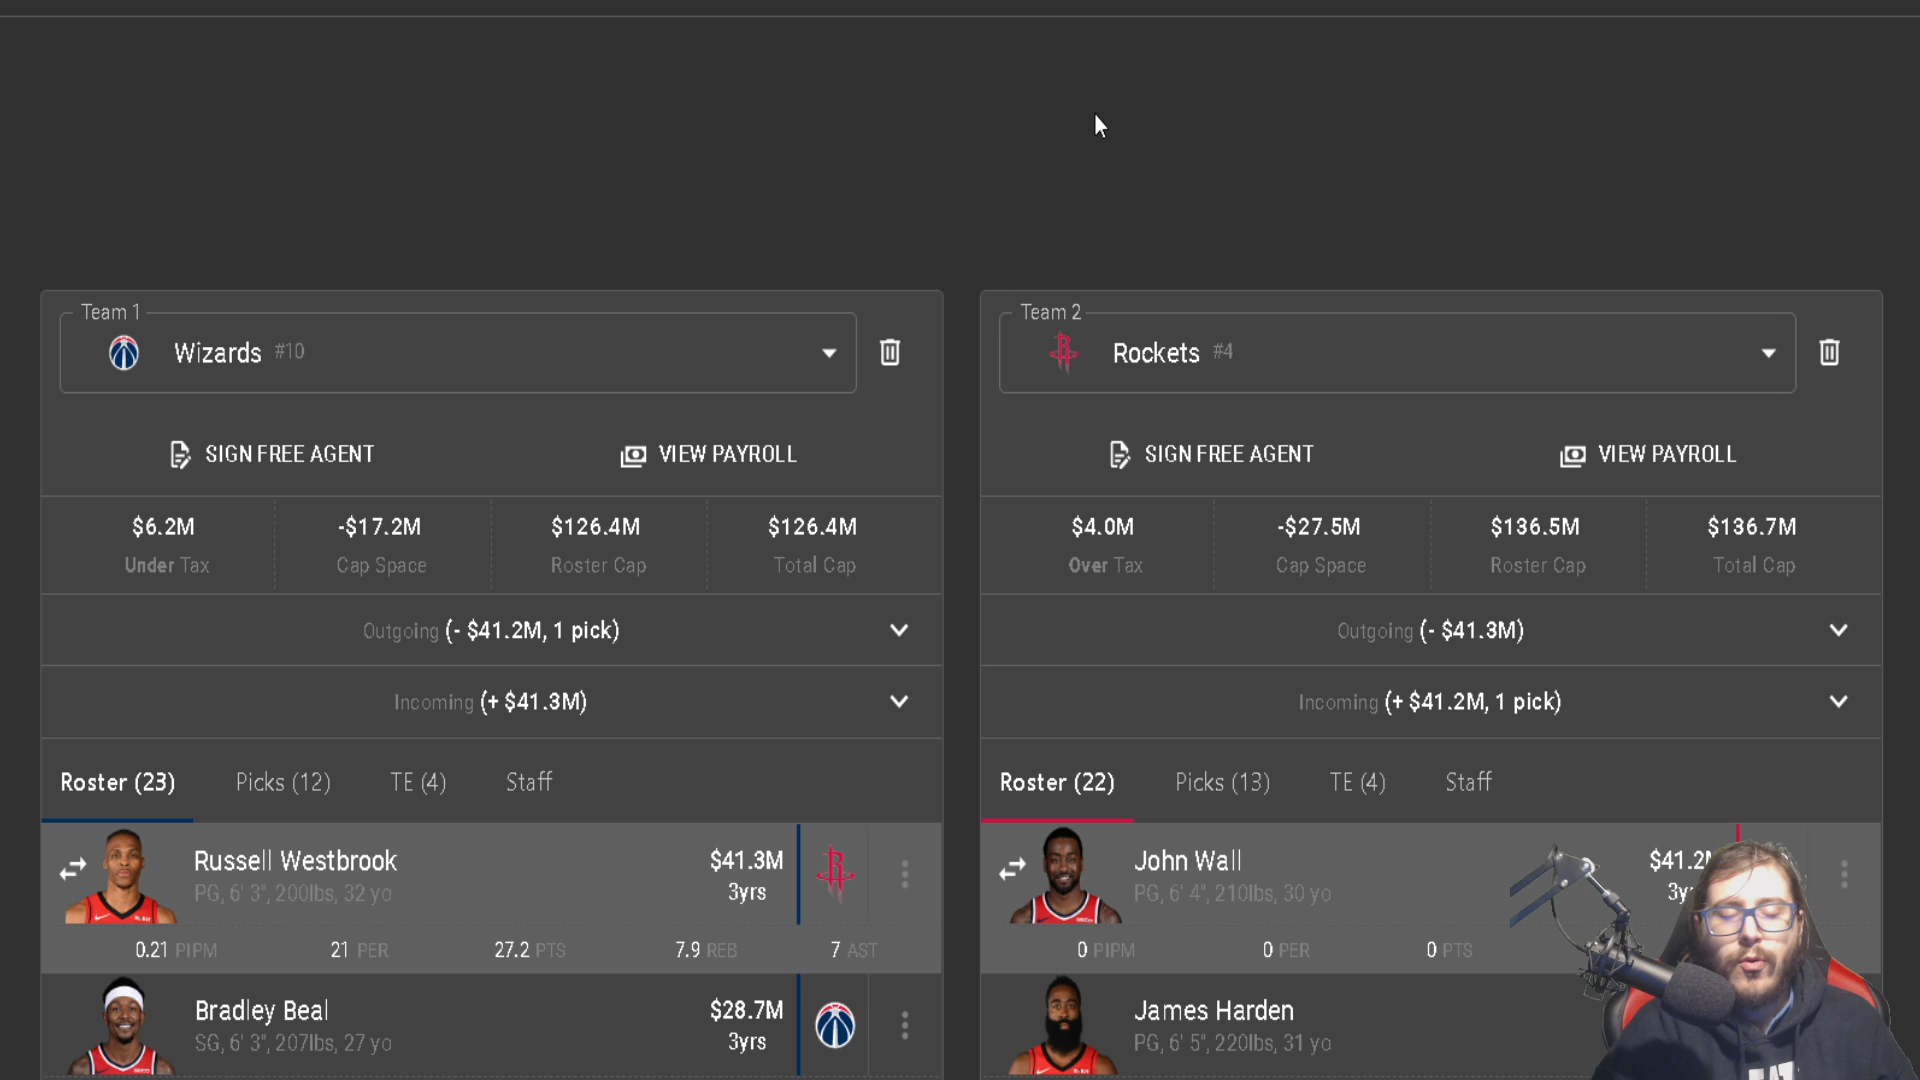 Team 1
Wizards #10
SIGN FREE AGENT
VIEW PAYROLL
$6.2M
Under Tax
-$17.2M
Cap Space
$126.4M
Roster Cap
$126.4M
Total Cap
Outgoing (- $41.2M, 1 pick)
Incoming (+ $41.3M)
Roster (23)
Picks (12)
TE (4)
Staff
Russell Westbrook
PG, 6' 3", 200lbs, 32 yo
$41.3M
3yrs
0.21 PIPM
21 PER
27.2 PTS
7.9 REB
7 AST
Bradley Beal
SG, 6' 3", 207lbs, 27 yo
$28.7M
3yrs
Team 2
Rockets #4
SIGN FREE AGENT
VIEW PAYROLL
$4.0M
Over Tax
-$27.5M
Cap Space
$136.5M
Roster Cap
$136.7M
Total Cap
Outgoing (- $41.3M)
Incoming (+ $41.2M, 1 pick)
Roster (22)
Picks (13)
TE (4)
Staff
John Wall
PG, 6' 4", 210lbs, 30 yo
$41.2M
0 PIPM
0 PER
0 PTS
James Harden
PG, 6' 5", 220lbs, 31 yo